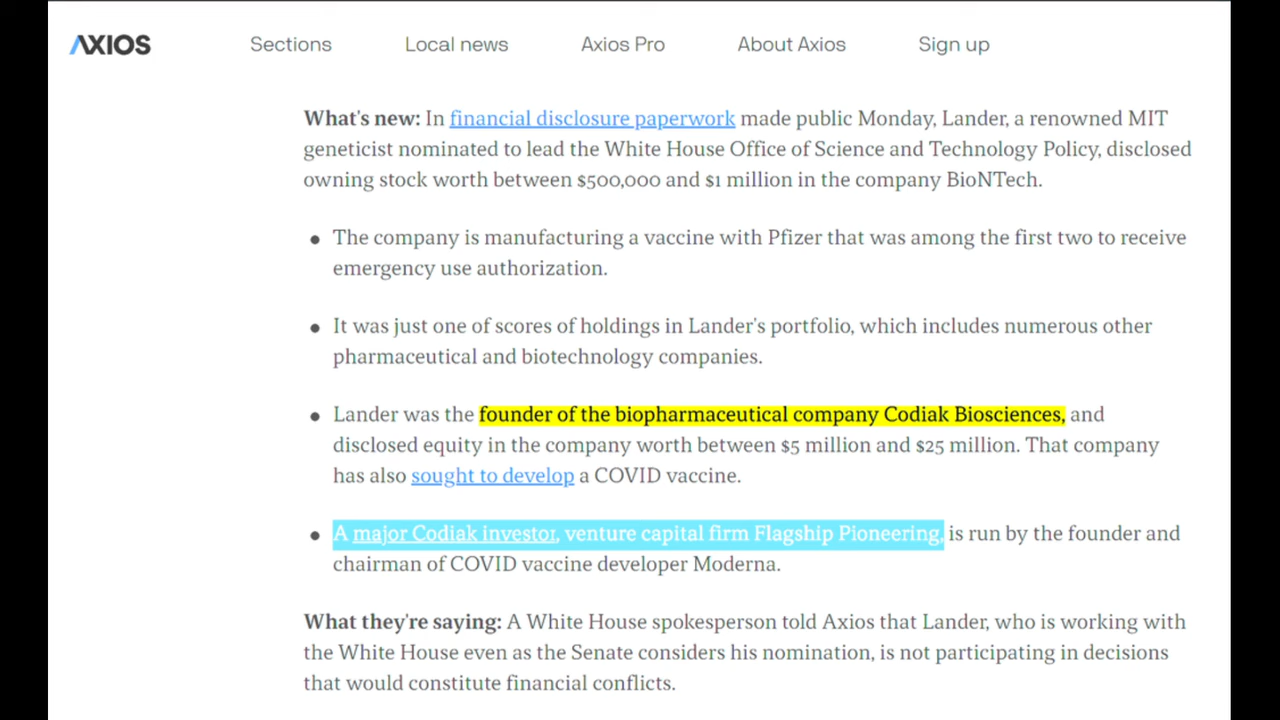 AXIOS Sections Local news Axios Pro About Axios Sign up
What's new: In financial disclosure paperwork made public Monday, Lander, a renowned MIT
geneticist nominated to lead the White House Office of Science and Technology Policy, disclosed
owning stock worth between $500,000 and $1 million in the company BioNTech.
• The company is manufacturing a vaccine with Pfizer that was among the first two to receive
emergency use authorization.
• It was just one of scores of holdings in Lander's portfolio, which includes numerous other
pharmaceutical and biotechnology companies.
• Lander was the founder of the biopharmaceutical company Codiak Biosciences, and
disclosed equity in the company worth between $5 million and $25 million. That company
has also sought to develop a COVID vaccine.
• A major Codiak investor, venture capital firm Flagship Pioneering, is run by the founder and
chairman of COVID vaccine developer Moderna.
What they're saying: A White House spokesperson told Axios that Lander, who is working with
the White House even as the Senate considers his nomination, is not participating in decisions
that would constitute financial conflicts.